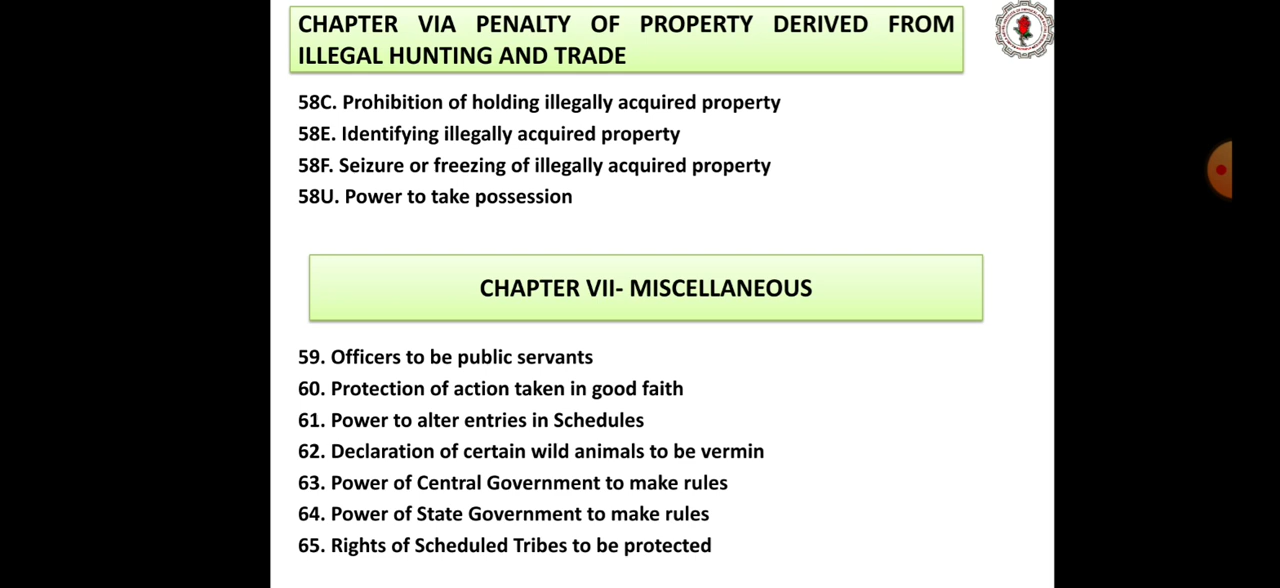 CHAPTER VIA PENALTY OF PROPERTY DERIVED FROM
ILLEGAL HUNTING AND TRADE
58C. Prohibition of holding illegally acquired property
58E. Identifying illegally acquired property
58F. Seizure or freezing of illegally acquired property
58U. Power to take possession
CHAPTER VII- MISCELLANEOUS
59. Officers to be public servants
60. Protection of action taken in good faith
61. Power to alter entries in Schedules
62. Declaration of certain wild animals to be vermin
63. Power of Central Government to make rules
64. Power of State Government to make rules
65. Rights of Scheduled Tribes to be protected